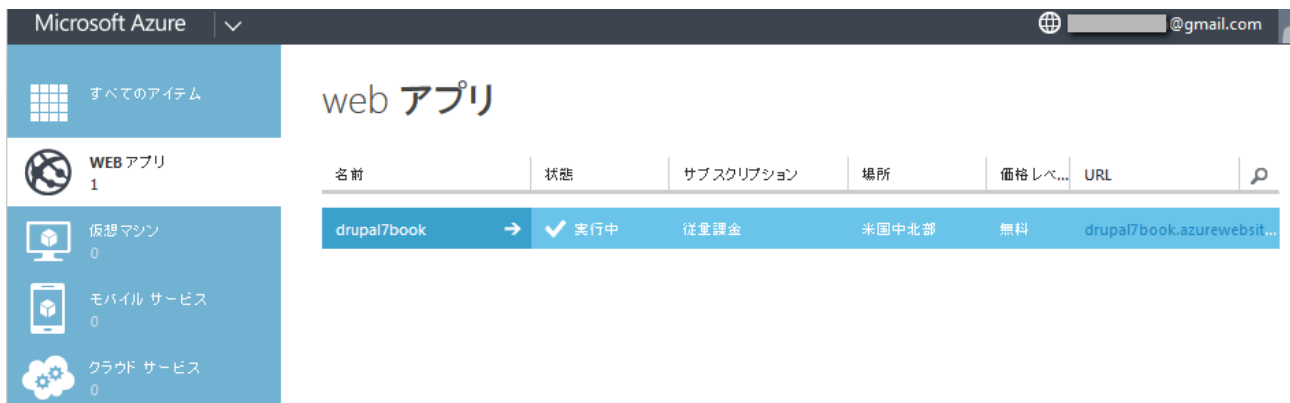 Microsoft Azure
@gmail.com
すべてのアイテム
WEB アプリ
1
仮想マシン
0
モバイル サービス
0
クラウド サービス
0
web アプリ
名前 状態 サブスクリプション 場所 価格レベ... URL
drupal7book 実行中 従量課金 米国中北部 無料 drupal7book.azurewebsit...